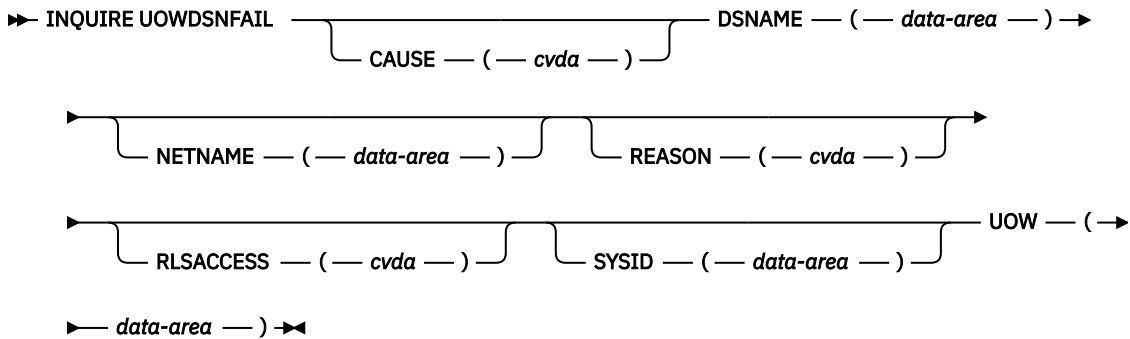 INQUIRE UOWDSNFAIL DSNAME ( data-area )
CAUSE ( cvda )
NETNAME ( data-area ) REASON ( cvda )
UOW (
RLSACCESS ( cvda ) SYSID ( data-area )
data-area )